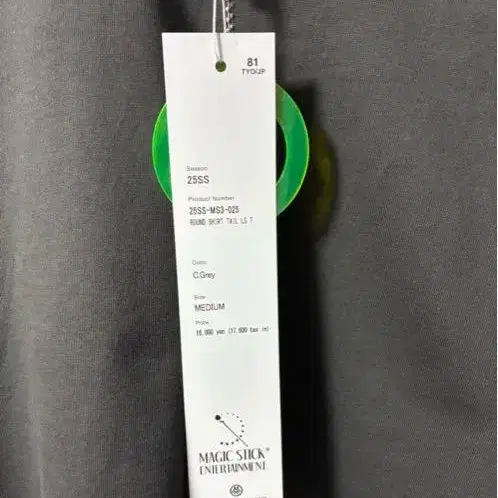 81
TYO/JP
Season
25SS
Product Number
25SS-MS3-025
ROUND SHIRT TAIL LS T
Color
C.Grey
Size
MEDIUM
Price
16,000 yen (17,600 tax in)
MAGIC STICK®
ENTERTAINMENT